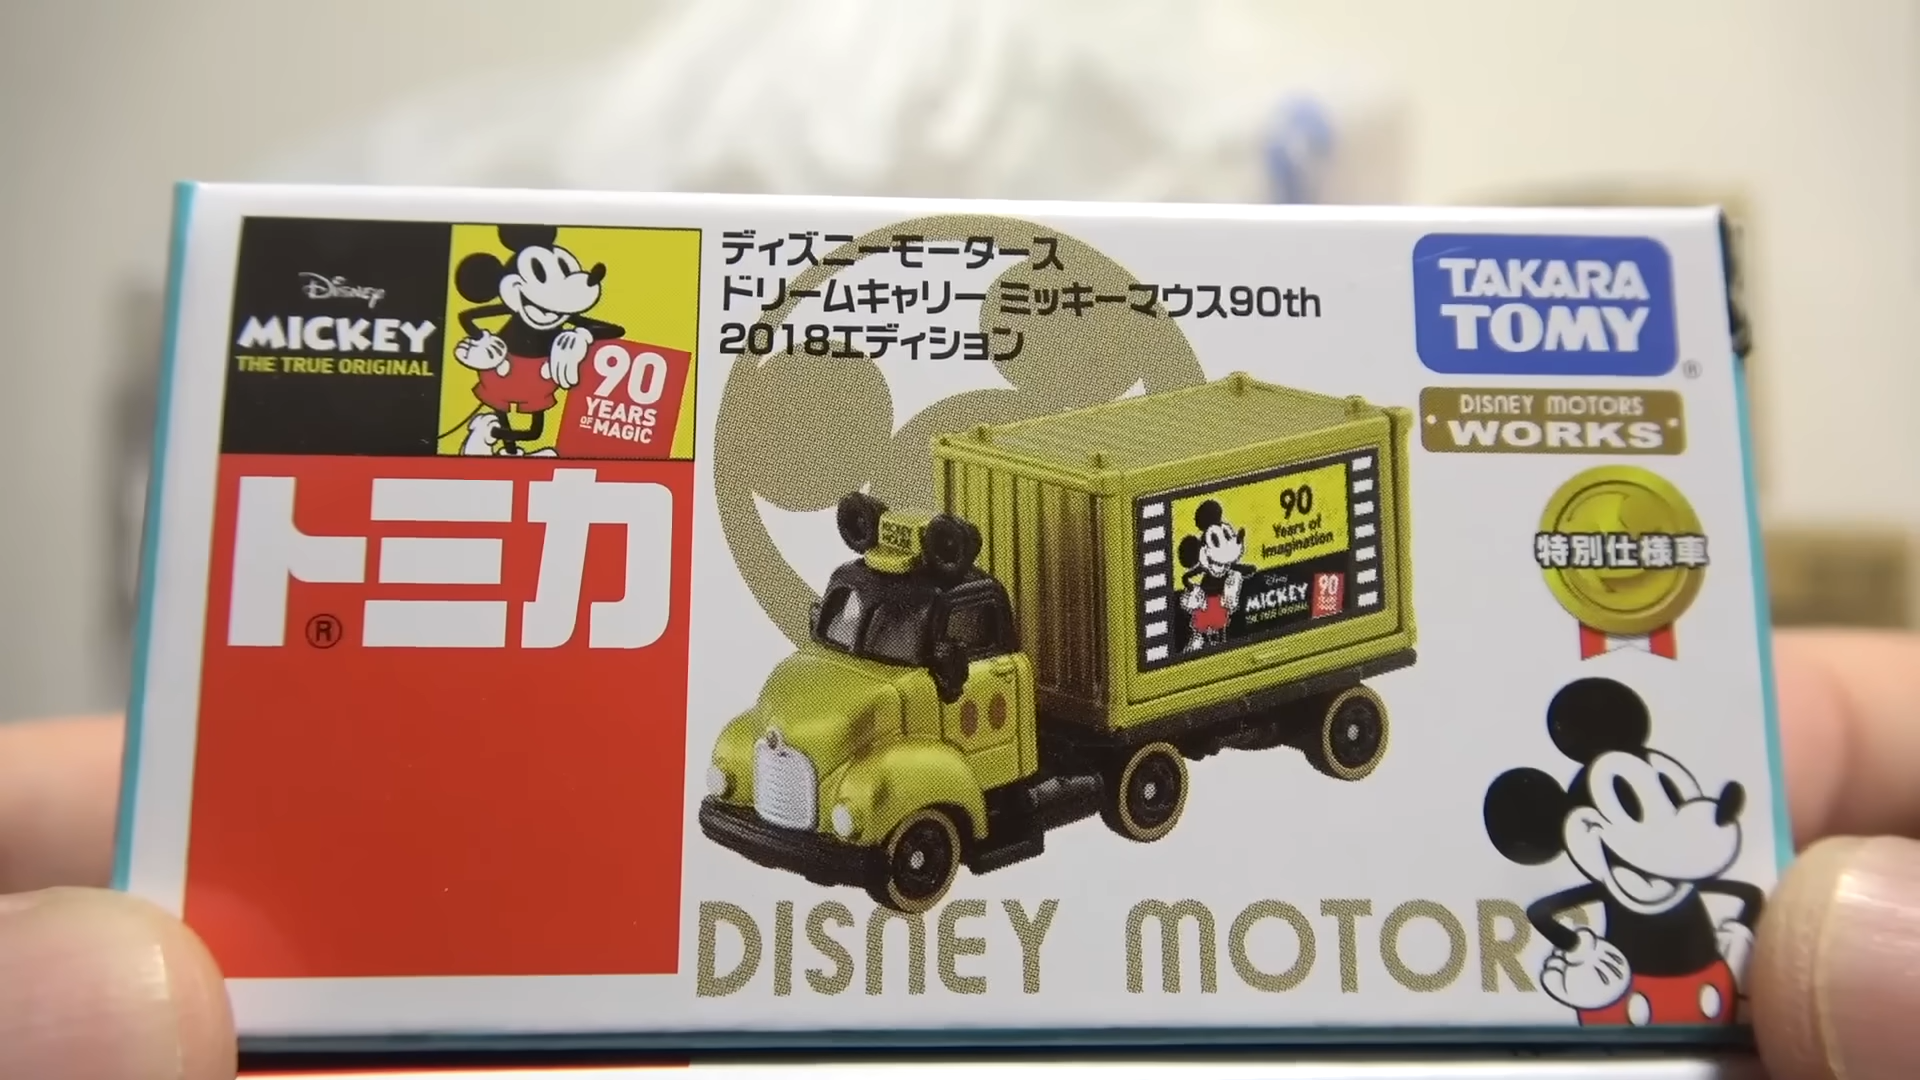 Disney
MICKEY
THE TRUE ORIGINAL
90
YEARS
OF MAGIC
トミカ
®
ディズニーモータース
ドリームキャリー ミッキーマウス90th
2018エディション
TAKARA
TOMY
®
DISNEY MOTORS
WORKS
特別仕様車
MICKEY
MOUSE
90
Years of
Imagination
Disney
MICKEY
THE TRUE ORIGINAL
90
DISNEY MOTOR